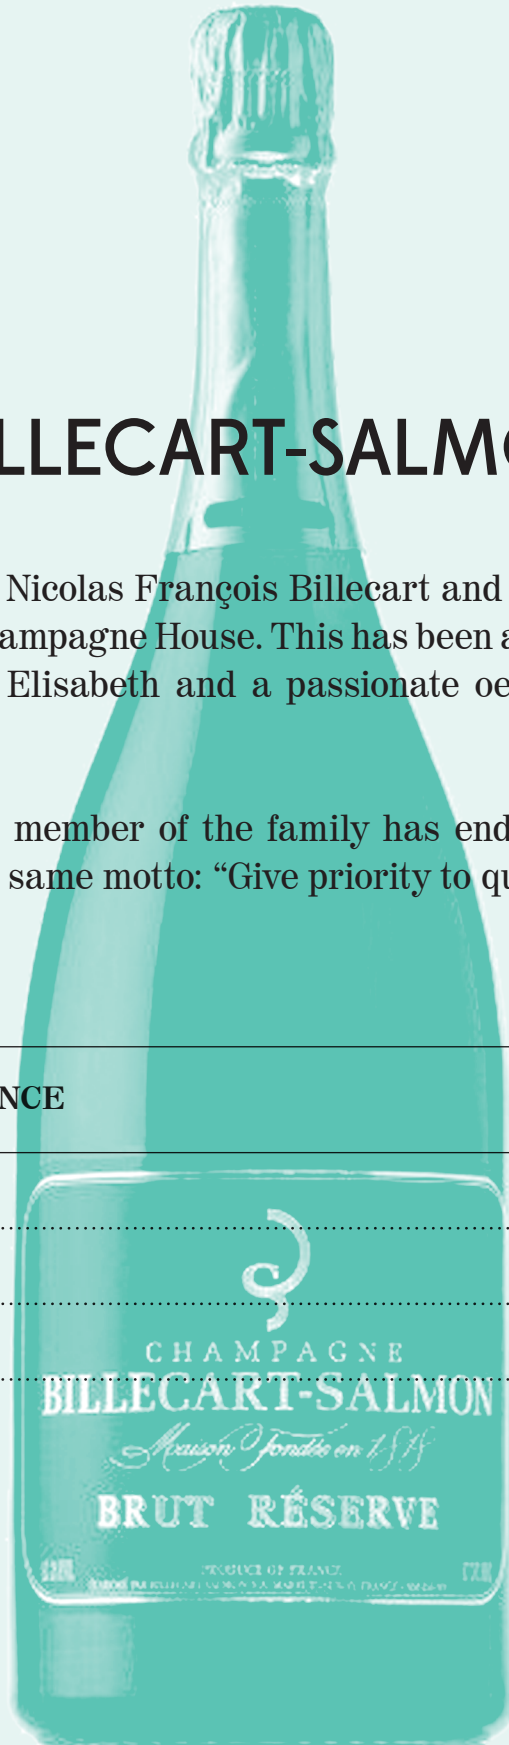 LLECART-SALM
Nicolas François Billecart and
ampagne House. This has been a
Elisabeth and a passionate oe
member of the family has end
same motto: “Give priority to qu
NCE
CHAMPAGNE
BILLECART-SALMON
Maison Fondée en 1818
BRUT RÉSERVE
PRODUCE OF FRANCE